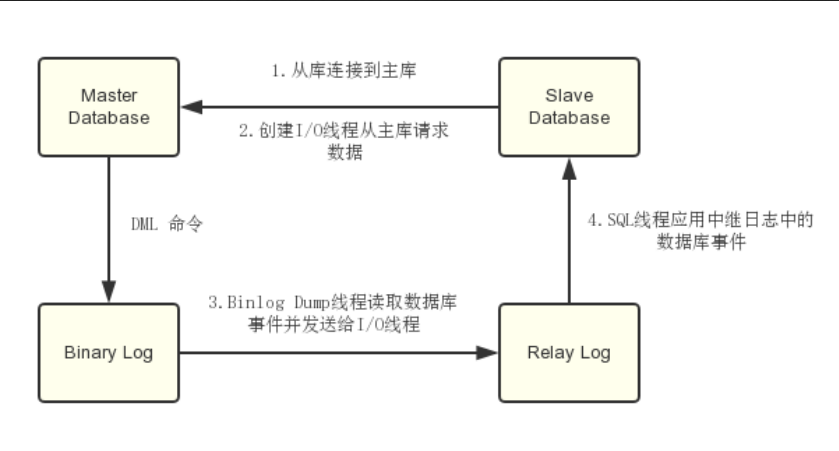 1.从库连接到主库
Master
Database
Slave
Database
2.创建I/O线程从主库请求
数据
DML 命令
4.SQL线程应用中继日志中的
数据库事件
3.Binlog Dump线程读取数据库
事件并发送给I/O线程
Binary Log
Relay Log